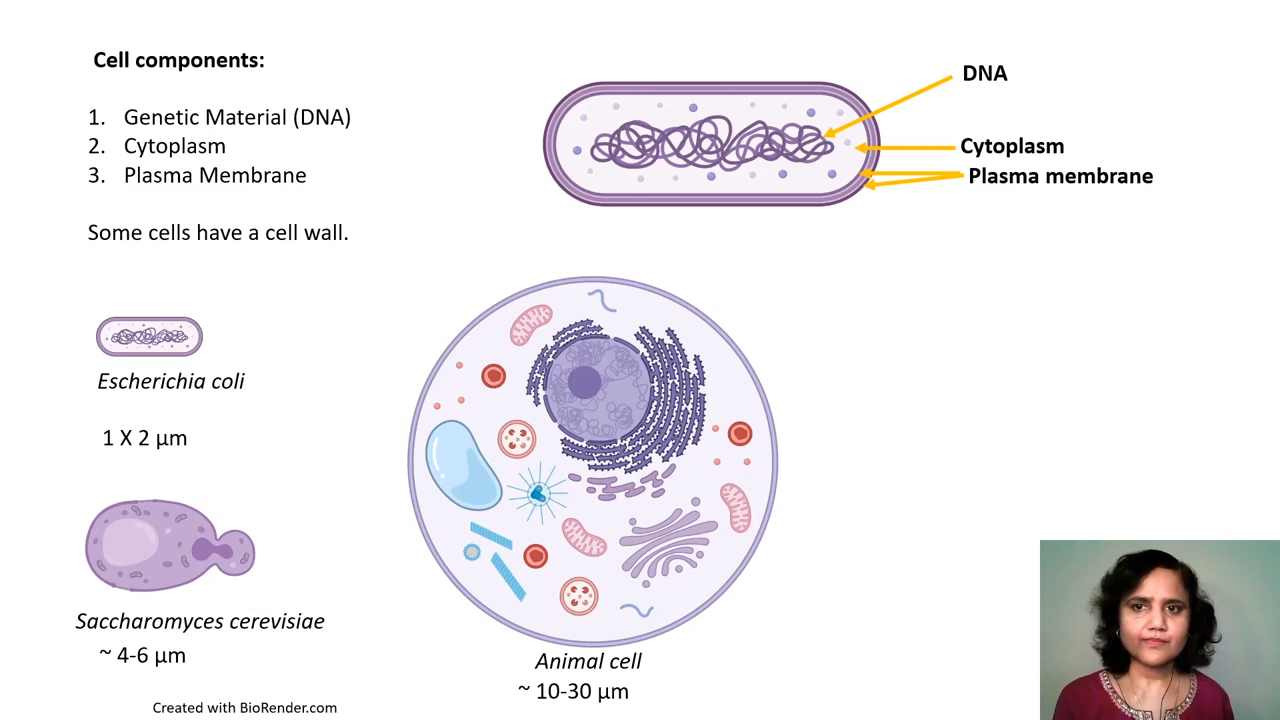 Cell components:
1. Genetic Material (DNA)
2. Cytoplasm
3. Plasma Membrane
Some cells have a cell wall.
DNA
Cytoplasm
Plasma membrane
Escherichia coli
1 X 2 µm
Saccharomyces cerevisiae
~ 4-6 µm
Animal cell
~ 10-30 µm
Created with BioRender.com